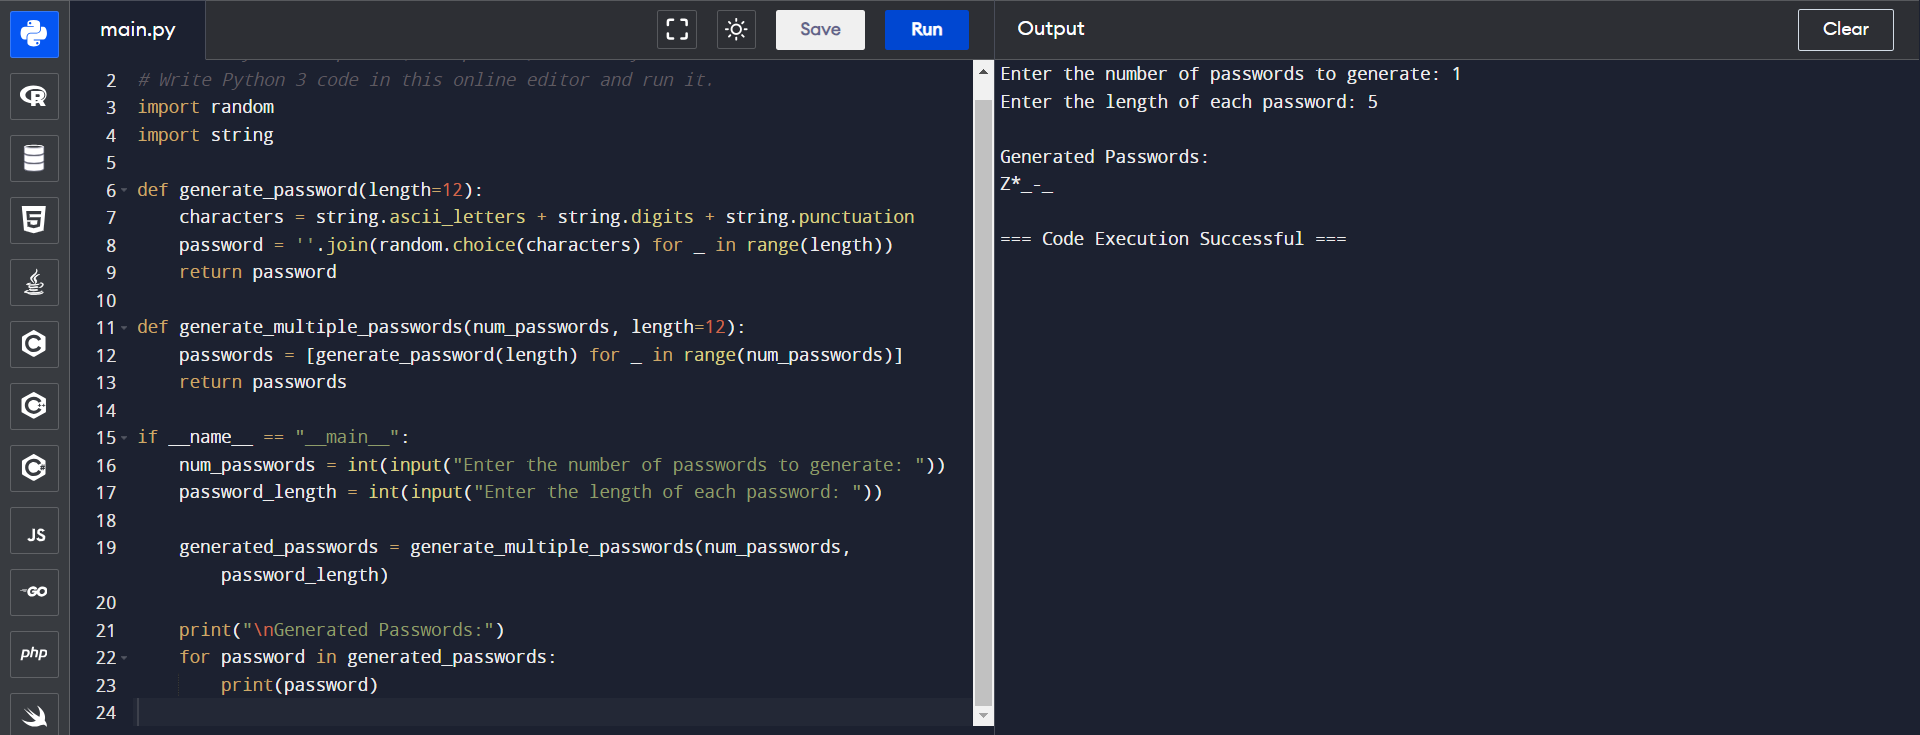 main.py
Save
Run
Output
Clear
2 # Write Python 3 code in this online editor and run it.
3 import random
4 import string
5
6 def generate_password(length=12):
7     characters = string.ascii_letters + string.digits + string.punctuation
8     password = ''.join(random.choice(characters) for _ in range(length))
9     return password
10
11 def generate_multiple_passwords(num_passwords, length=12):
12     passwords = [generate_password(length) for _ in range(num_passwords)]
13     return passwords
14
15 if __name__ == "__main__":
16     num_passwords = int(input("Enter the number of passwords to generate: "))
17     password_length = int(input("Enter the length of each password: "))
18
19     generated_passwords = generate_multiple_passwords(num_passwords,
        password_length)
20
21     print("\nGenerated Passwords:")
22     for password in generated_passwords:
23         print(password)
24
Enter the number of passwords to generate: 1
Enter the length of each password: 5
Generated Passwords:
Z*_-_
=== Code Execution Successful ===
R
5
C
C++
C#
JS
GO
php